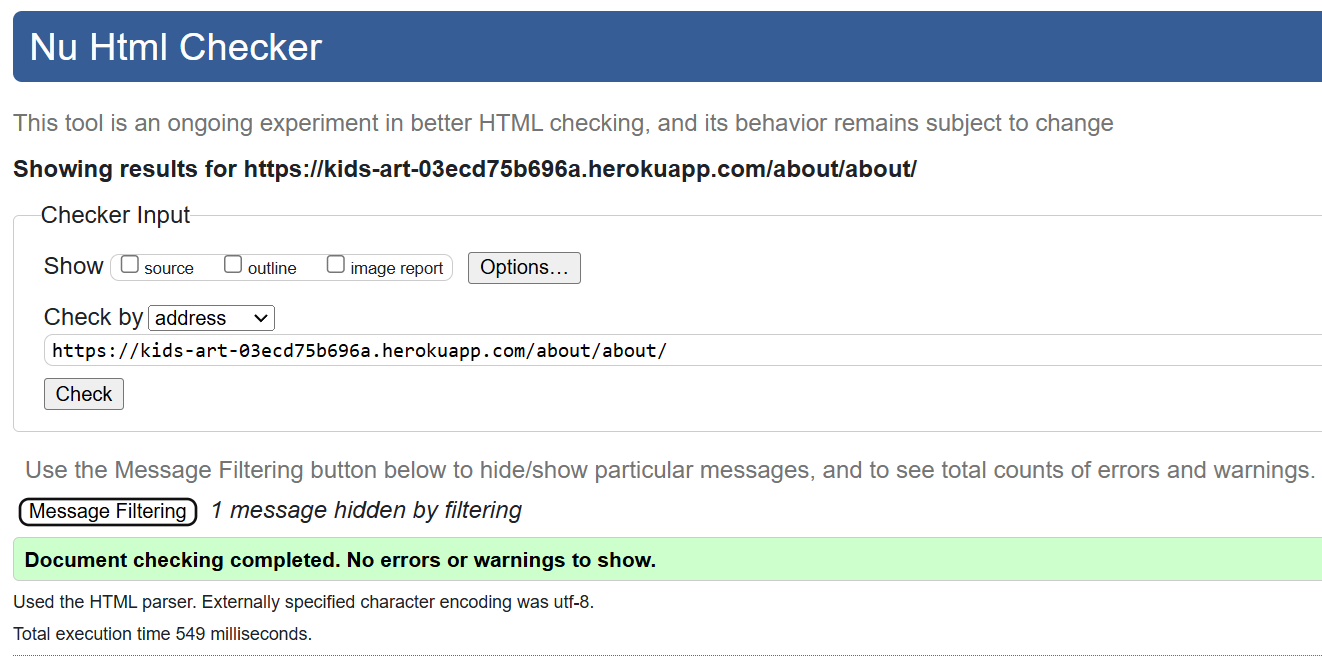 Nu Html Checker
This tool is an ongoing experiment in better HTML checking, and its behavior remains subject to change
Showing results for https://kids-art-03ecd75b696a.herokuapp.com/about/about/
Checker Input
Show source outline image report Options...
Check by address
https://kids-art-03ecd75b696a.herokuapp.com/about/about/
Check
Use the Message Filtering button below to hide/show particular messages, and to see total counts of errors and warnings.
Message Filtering 1 message hidden by filtering
Document checking completed. No errors or warnings to show.
Used the HTML parser. Externally specified character encoding was utf-8.
Total execution time 549 milliseconds.